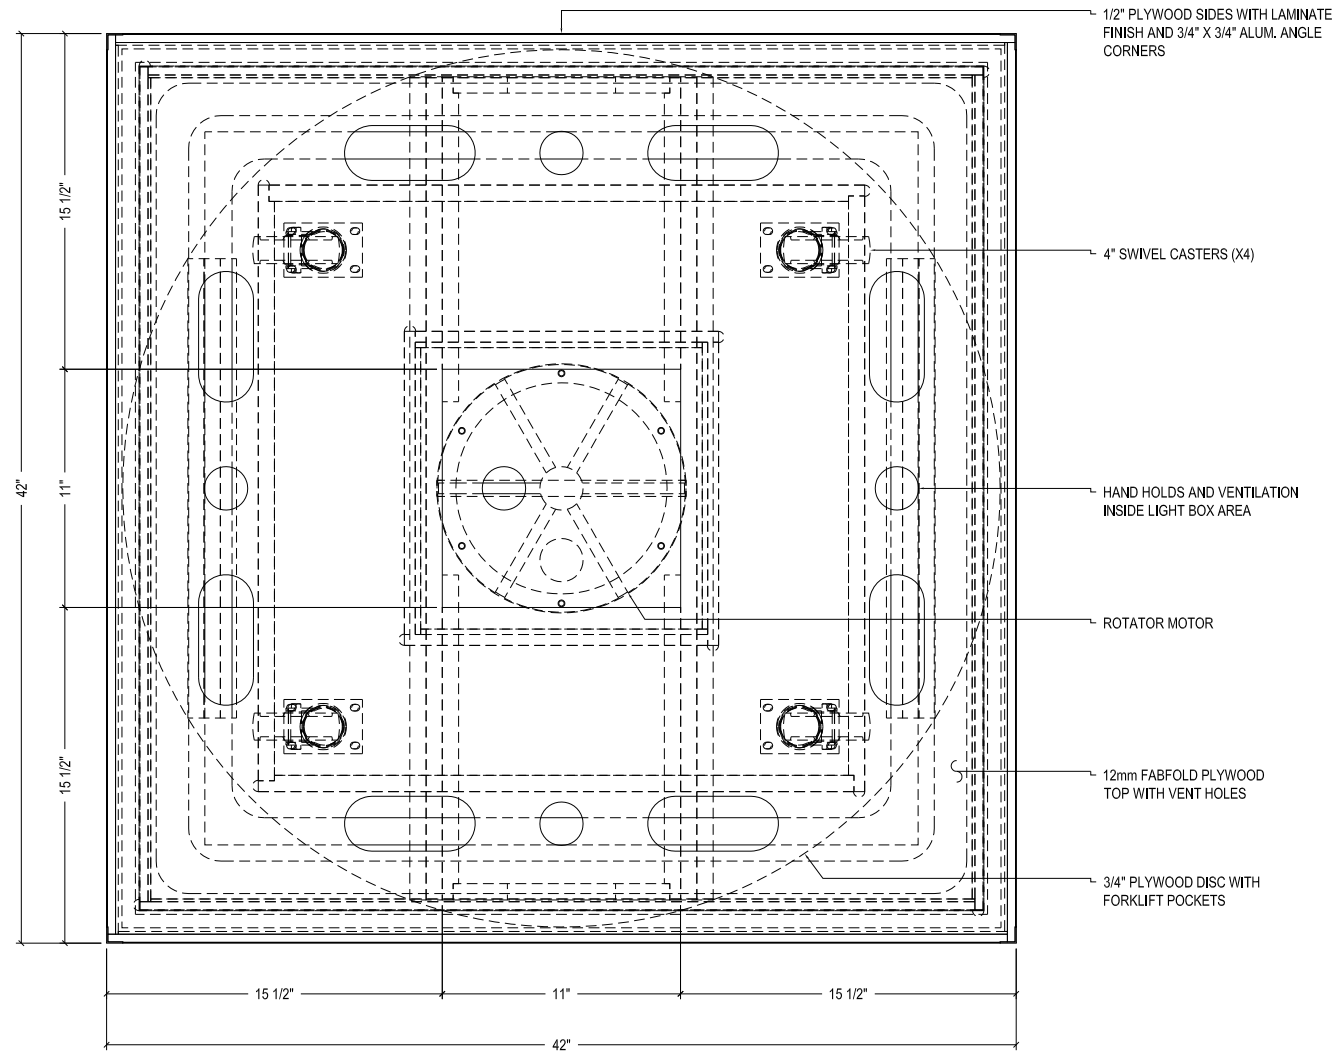 1/2" PLYWOOD SIDES WITH LAMINATE
FINISH AND 3/4" X 3/4" ALUM. ANGLE
CORNERS
15 1/2"
4" SWIVEL CASTERS (X4)
42"
11"
HAND HOLDS AND VENTILATION
INSIDE LIGHT BOX AREA
ROTATOR MOTOR
15 1/2"
12mm FABFOLD PLYWOOD
TOP WITH VENT HOLES
3/4" PLYWOOD DISC WITH
FORKLIFT POCKETS
15 1/2"
11"
15 1/2"
42"